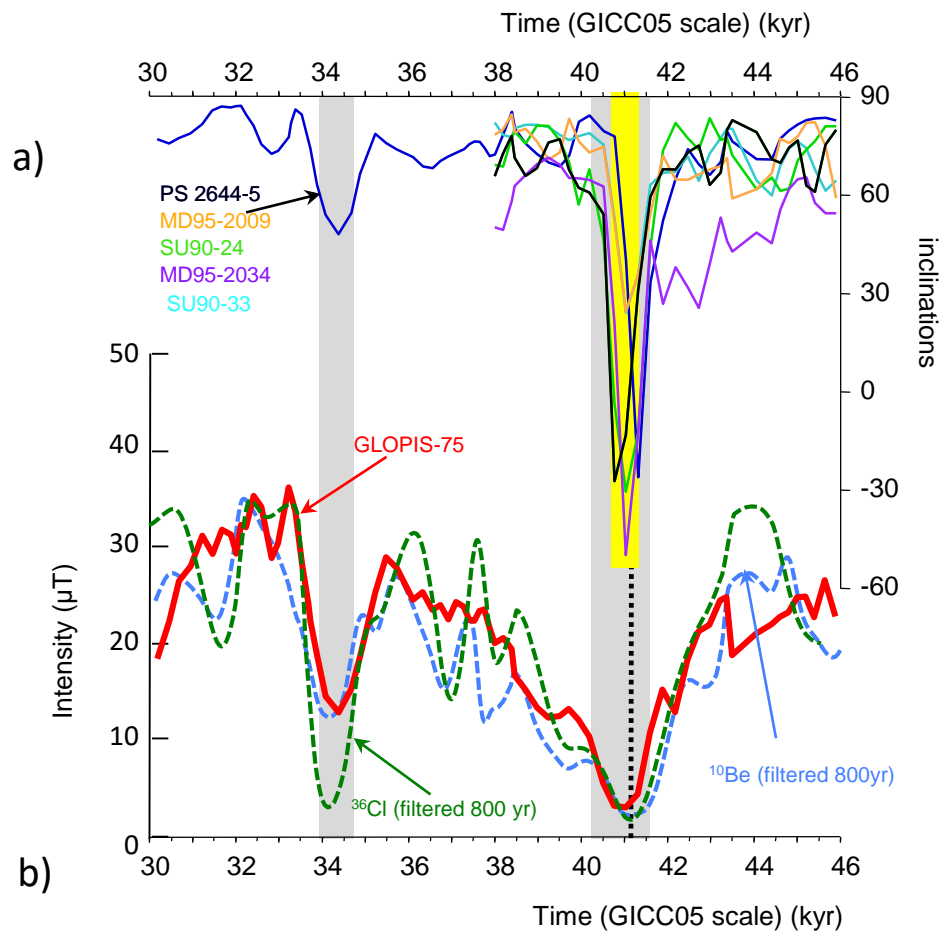 Time (GICC05 scale) (kyr)
30 32 34 36 38 40 42 44 46
a)
90
60
30
0
-30
-60
inclinations
PS 2644-5
MD95-2009
SU90-24
MD95-2034
SU90-33
50
40
30
20
10
0
Intensity (µT)
GLOPIS-75
36Cl (filtered 800 yr)
10Be (filtered 800yr)
b)
30 32 34 36 38 40 42 44 46
Time (GICC05 scale) (kyr)